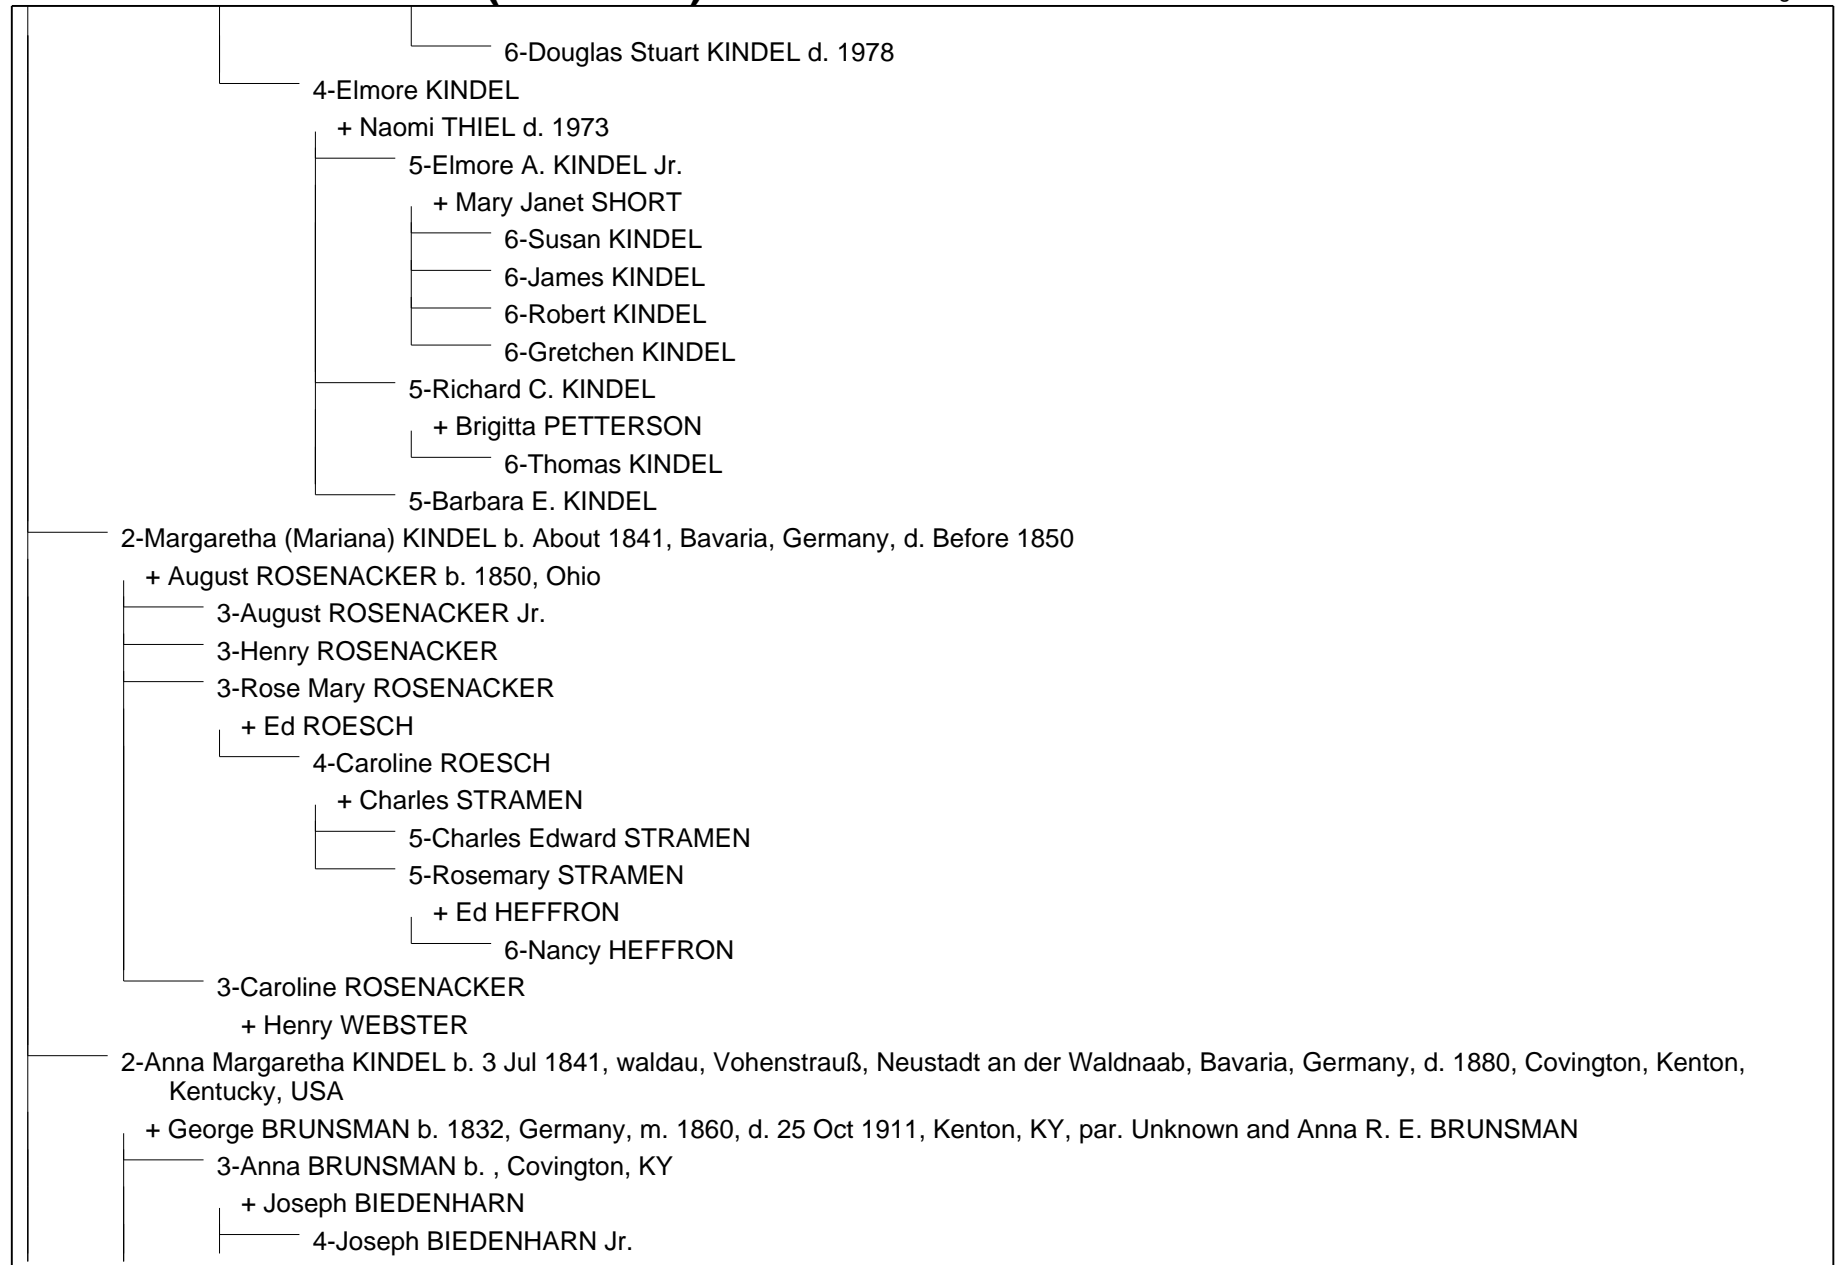 6-Douglas Stuart KINDEL d. 1978
4-Elmore KINDEL
+ Naomi THIEL d. 1973
5-Elmore A. KINDEL Jr.
+ Mary Janet SHORT
6-Susan KINDEL
6-James KINDEL
6-Robert KINDEL
6-Gretchen KINDEL
5-Richard C. KINDEL
+ Brigitta PETTERSON
6-Thomas KINDEL
5-Barbara E. KINDEL
2-Margaretha (Mariana) KINDEL b. About 1841, Bavaria, Germany, d. Before 1850
+ August ROSENACKER b. 1850, Ohio
3-August ROSENACKER Jr.
3-Henry ROSENACKER
3-Rose Mary ROSENACKER
+ Ed ROESCH
4-Caroline ROESCH
+ Charles STRAMEN
5-Charles Edward STRAMEN
5-Rosemary STRAMEN
+ Ed HEFFRON
6-Nancy HEFFRON
3-Caroline ROSENACKER
+ Henry WEBSTER
2-Anna Margaretha KINDEL b. 3 Jul 1841, waldau, Vohenstrauß, Neustadt an der Waldnaab, Bavaria, Germany, d. 1880, Covington, Kenton,
Kentucky, USA
+ George BRUNSMAN b. 1832, Germany, m. 1860, d. 25 Oct 1911, Kenton, KY, par. Unknown and Anna R. E. BRUNSMAN
3-Anna BRUNSMAN b. , Covington, KY
+ Joseph BIEDENHARN
4-Joseph BIEDENHARN Jr.